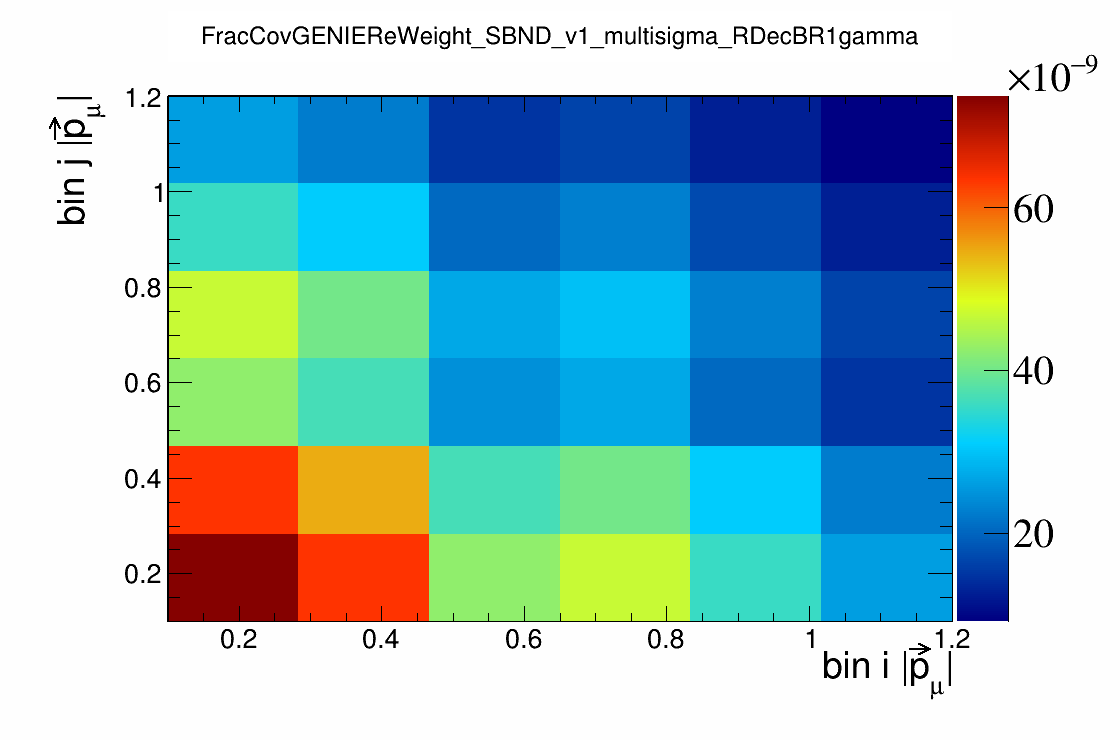 FracCovGENIEReWeight_SBND_v1_multisigma_RDecBR1gamma
×10⁻⁹
bin j |p⃗_μ|
1.2
1
0.8
0.6
0.4
0.2
60
40
20
0.2 0.4 0.6 0.8 1 1.2
bin i |p⃗_μ|